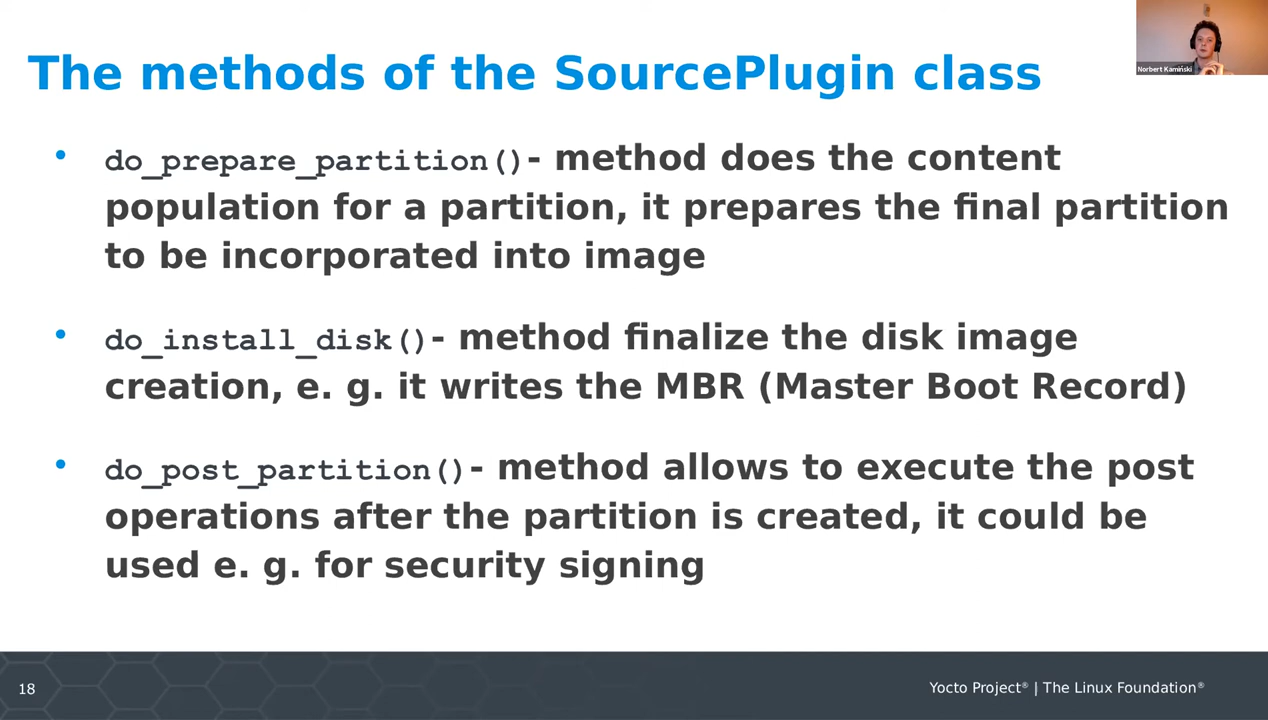 The methods of the SourcePlugin class
Norbert Kamiński
• do_prepare_partition()- method does the content
population for a partition, it prepares the final partition
to be incorporated into image
• do_install_disk()- method finalize the disk image
creation, e. g. it writes the MBR (Master Boot Record)
• do_post_partition()- method allows to execute the post
operations after the partition is created, it could be
used e. g. for security signing
18
Yocto Project® | The Linux Foundation®